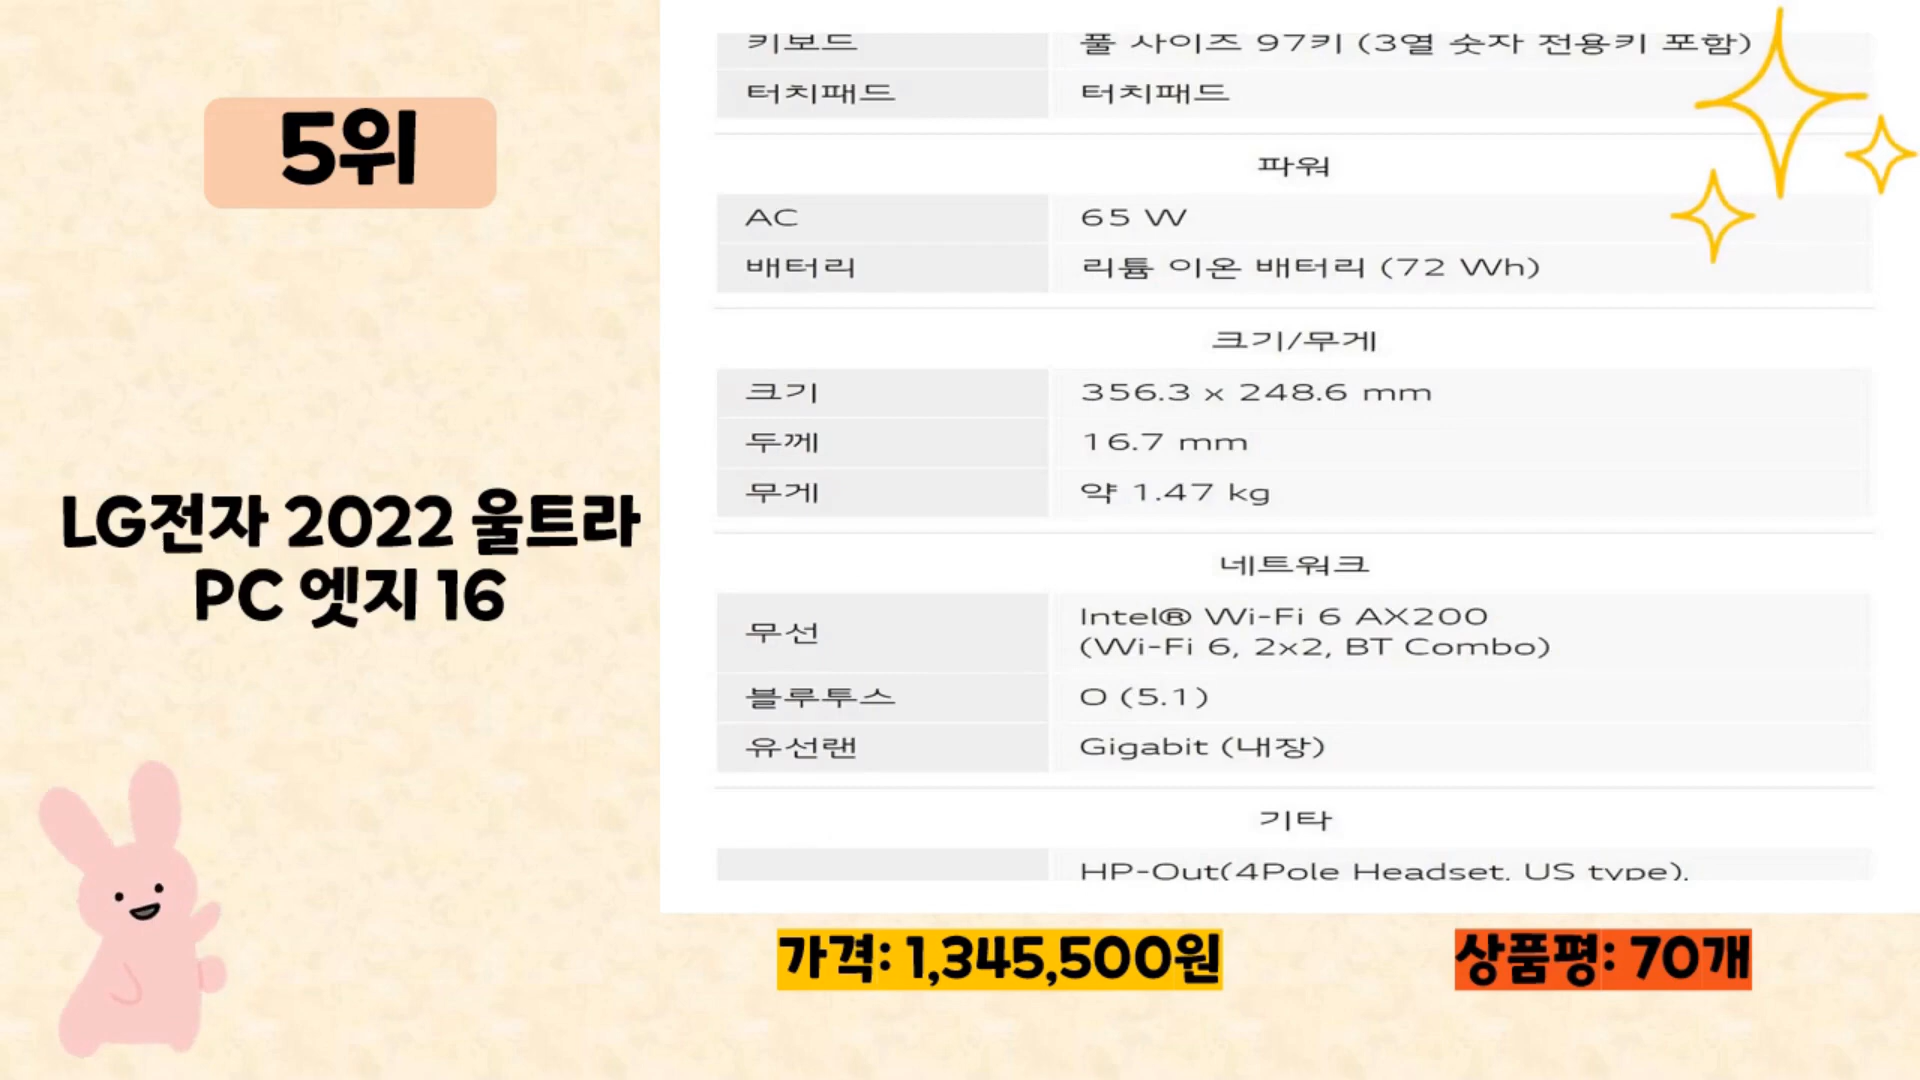 5위
LG전자 2022 울트라
PC 엣지 16
키보드 풀 사이즈 97키 (3열 숫자 전용키 포함)
터치패드 터치패드
파워
AC 65 W
배터리 리튬 이온 배터리 (72 Wh)
크기/무게
크기 356.3 x 248.6 mm
두께 16.7 mm
무게 약 1.47 kg
네트워크
무선 Intel® Wi-Fi 6 AX200
(Wi-Fi 6, 2x2, BT Combo)
블루투스 O (5.1)
유선랜 Gigabit (내장)
기타
HP-Out(4Pole Headset, US type),
가격: 1,345,500원
상품평: 70개